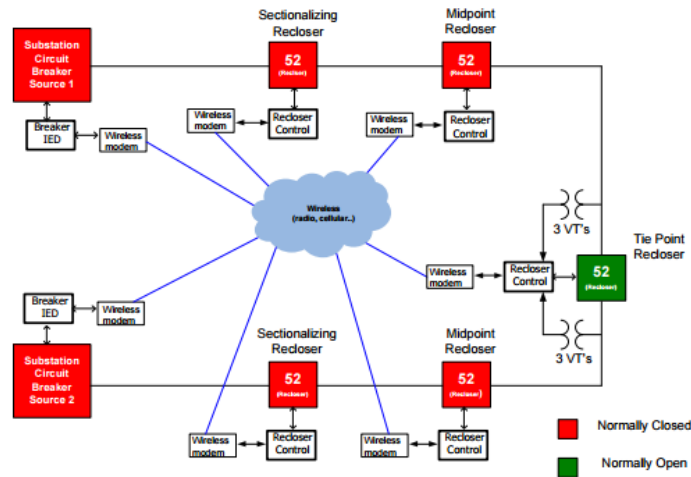 Sectionalizing
Recloser
Midpoint
Recloser
Substation
Circuit
Breaker
Source 1
52
(Recloser)
52
(Recloser)
Breaker
IED
Wireless
modem
Wireless
modem
Recloser
Control
Wireless
modem
Recloser
Control
Wireless
(radio, cellular..)
3 VT's
Tie Point
Recloser
Wireless
modem
Recloser
Control
52
(Recloser)
3 VT's
Breaker
IED
Wireless
modem
Sectionalizing
Recloser
Midpoint
Recloser
Substation
Circuit
Breaker
Source 2
52
(Recloser)
52
(Recloser)
Wireless
modem
Recloser
Control
Wireless
modem
Recloser
Control
Normally Closed
Normally Open